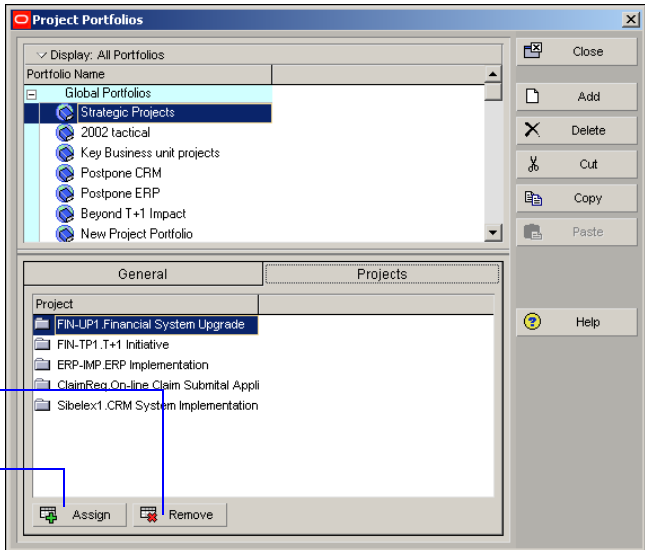 Project Portfolios
Display: All Portfolios
Portfolio Name
Global Portfolios
Strategic Projects
2002 tactical
Key Business unit projects
Postpone CRM
Postpone ERP
Beyond T+1 Impact
New Project Portfolio
General
Projects
Project
FIN-UP1.Financial System Upgrade
FIN-TP1.T+1 Initiative
ERP-IMP.ERP Implementation
ClaimReg.On-line Claim Submital Appli
Sibelex1.CRM System Implementation
Assign
Remove
Close
Add
Delete
Cut
Copy
Paste
Help